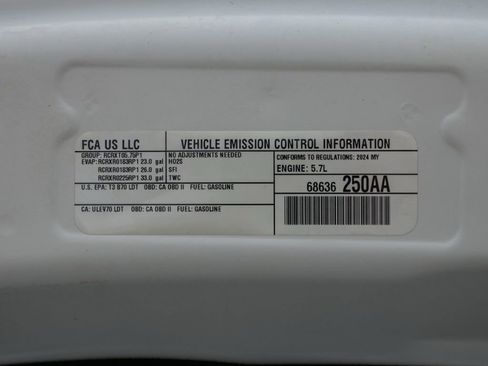 FCA US LLC
VEHICLE EMISSION CONTROL INFORMATION
GROUP: RCRXT05.75P1
EVAP: RCRXR0183RP1 23.0 gal
RCRXR0183RP1 26.0 gal
RCRXR0225RP1 33.0 gal
NO ADJUSTMENTS NEEDED
HO2S
SFI
TWC
CONFORMS TO REGULATIONS: 2024 MY
ENGINE: 5.7L
68636 250AA
U.S. EPA: T3 B70 LDT OBD: CA OBD II FUEL: GASOLINE
CA: ULEV70 LDT OBD: CA OBD II FUEL: GASOLINE